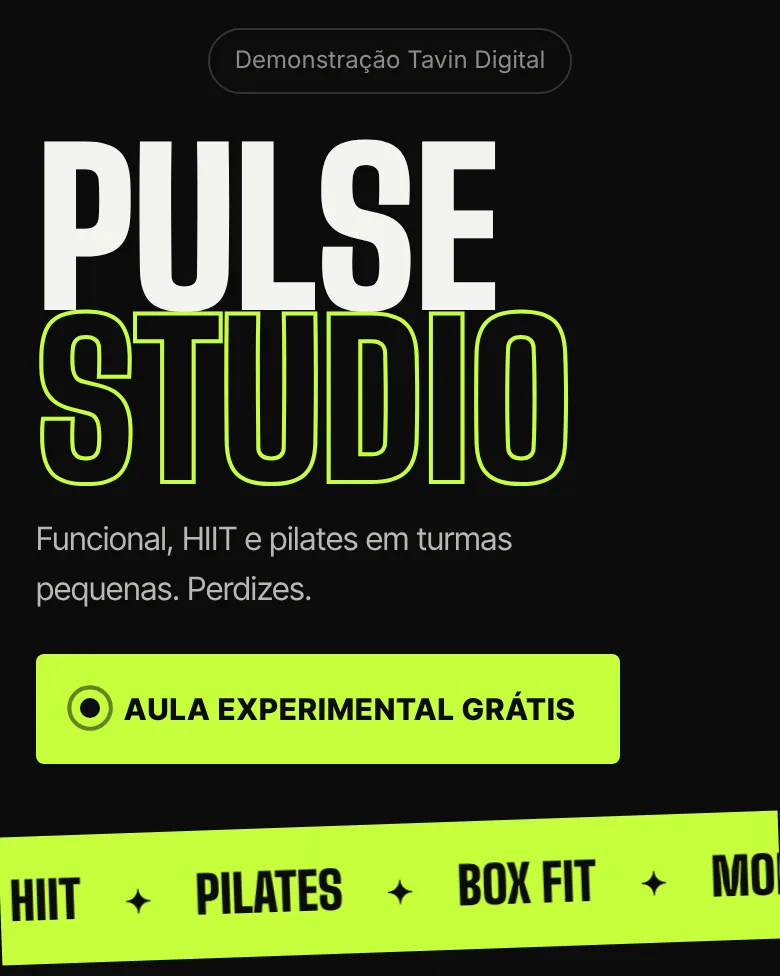 Demonstração Tavin Digital
PULSE
STUDIO
Funcional, HIIT e pilates em turmas
pequenas. Perdizes.
AULA EXPERIMENTAL GRÁTIS
HIIT ✦ PILATES ✦ BOX FIT ✦